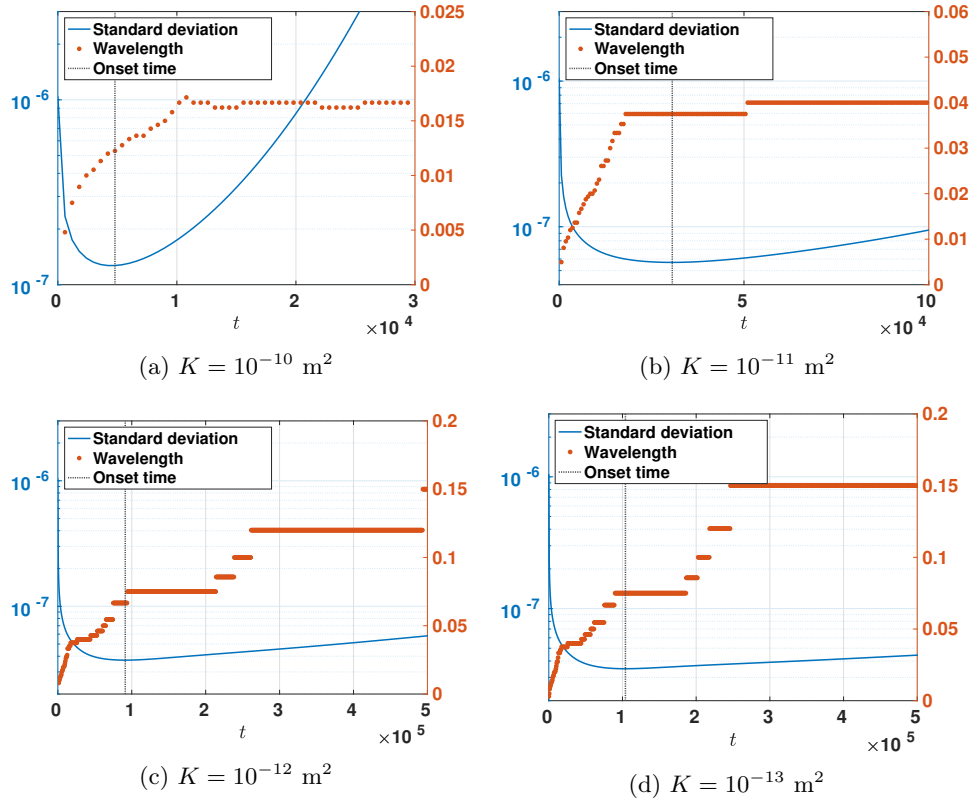 Standard deviation
Wavelength
Onset time
10^-6
10^-7
0.025
0.02
0.015
0.01
0.005
0
0 1 2 3
t
×10^4
(a) K = 10^−10 m^2
Standard deviation
Wavelength
Onset time
10^-6
10^-7
0.06
0.05
0.04
0.03
0.02
0.01
0
0 5 10
t
×10^4
(b) K = 10^−11 m^2
Standard deviation
Wavelength
Onset time
10^-6
10^-7
0.2
0.15
0.1
0.05
0
0 1 2 3 4 5
t
×10^5
(c) K = 10^−12 m^2
Standard deviation
Wavelength
Onset time
10^-6
10^-7
0.2
0.15
0.1
0.05
0
0 1 2 3 4 5
t
×10^5
(d) K = 10^−13 m^2